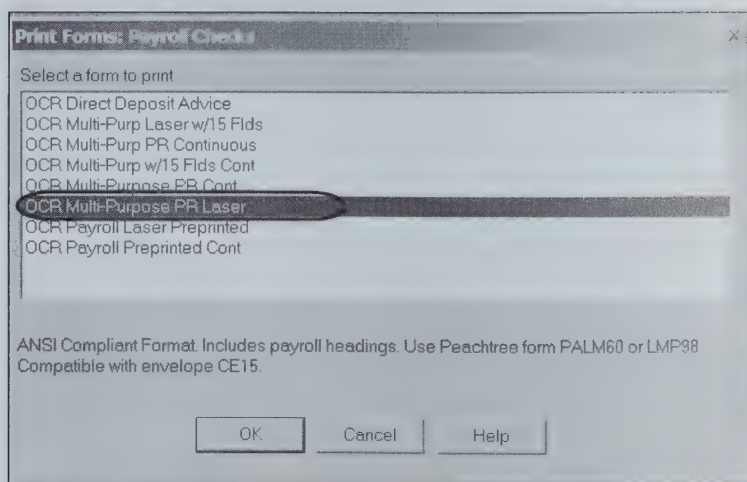 Print Forms: Payroll Checks
Select a form to print
OCR Direct Deposit Advice
OCR Multi-Purp Laser w/15 Flds
OCR Multi-Purp PR Continuous
OCR Multi-Purp w/15 Flds Cont
OCR Multi-Purpose PR Cont
OCR Multi-Purpose PR Laser
OCR Payroll Laser Preprinted
OCR Payroll Preprinted Cont
ANSI Compliant Format. Includes payroll headings. Use Peachtree form PALM60 or LMP98
Compatible with envelope CE15.
OK Cancel Help